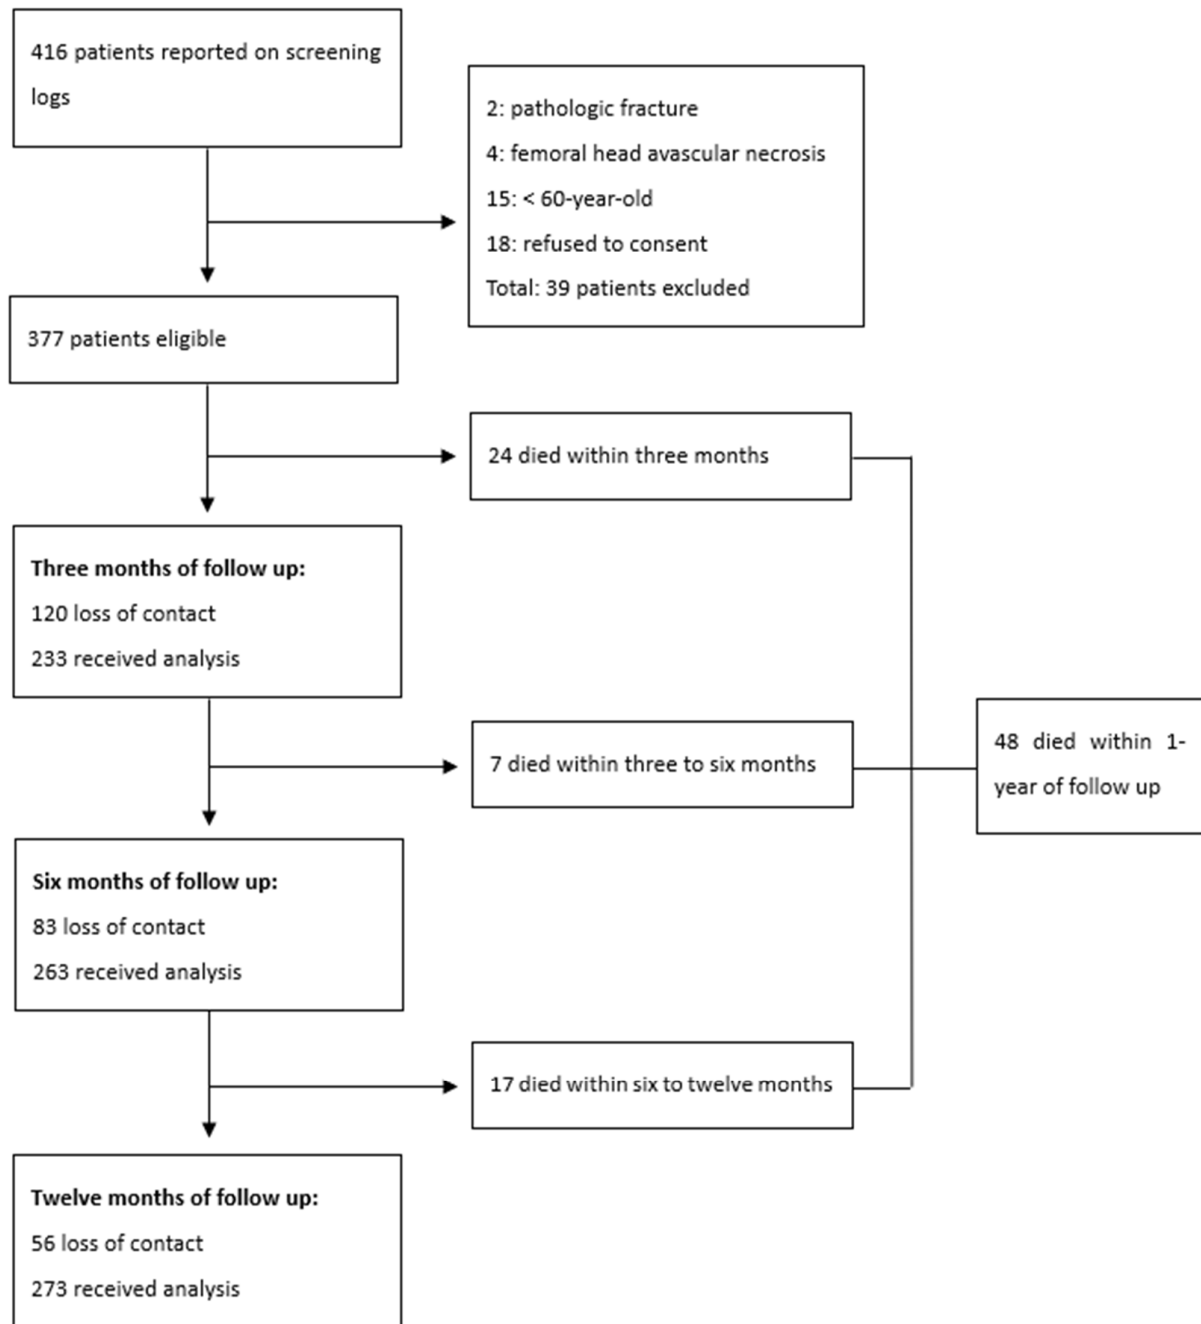 416 patients reported on screening
logs
2: pathologic fracture
4: femoral head avascular necrosis
15: < 60-year-old
18: refused to consent
Total: 39 patients excluded
377 patients eligible
24 died within three months
Three months of follow up:
120 loss of contact
233 received analysis
7 died within three to six months
48 died within 1-
year of follow up
Six months of follow up:
83 loss of contact
263 received analysis
17 died within six to twelve months
Twelve months of follow up:
56 loss of contact
273 received analysis